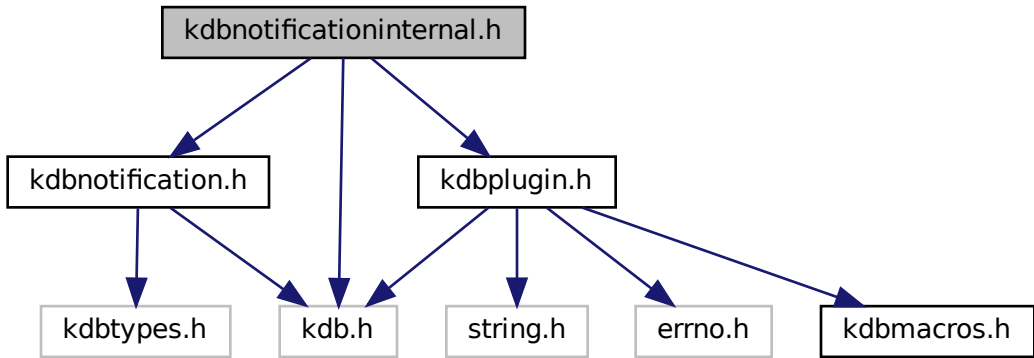 kdbnotificationinternal.h
kdbnotification.h
kdbplugin.h
kdbtypes.h
kdb.h
string.h
errno.h
kdbmacros.h